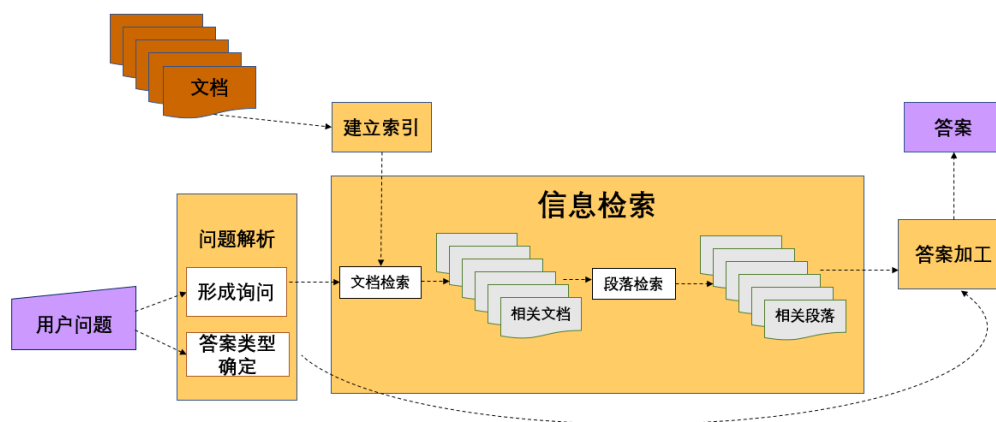 文档
建立索引
答案
信息检索
问题解析
答案加工
文档检索
段落检索
形成询问
相关文档
相关段落
用户问题
答案类型
确定